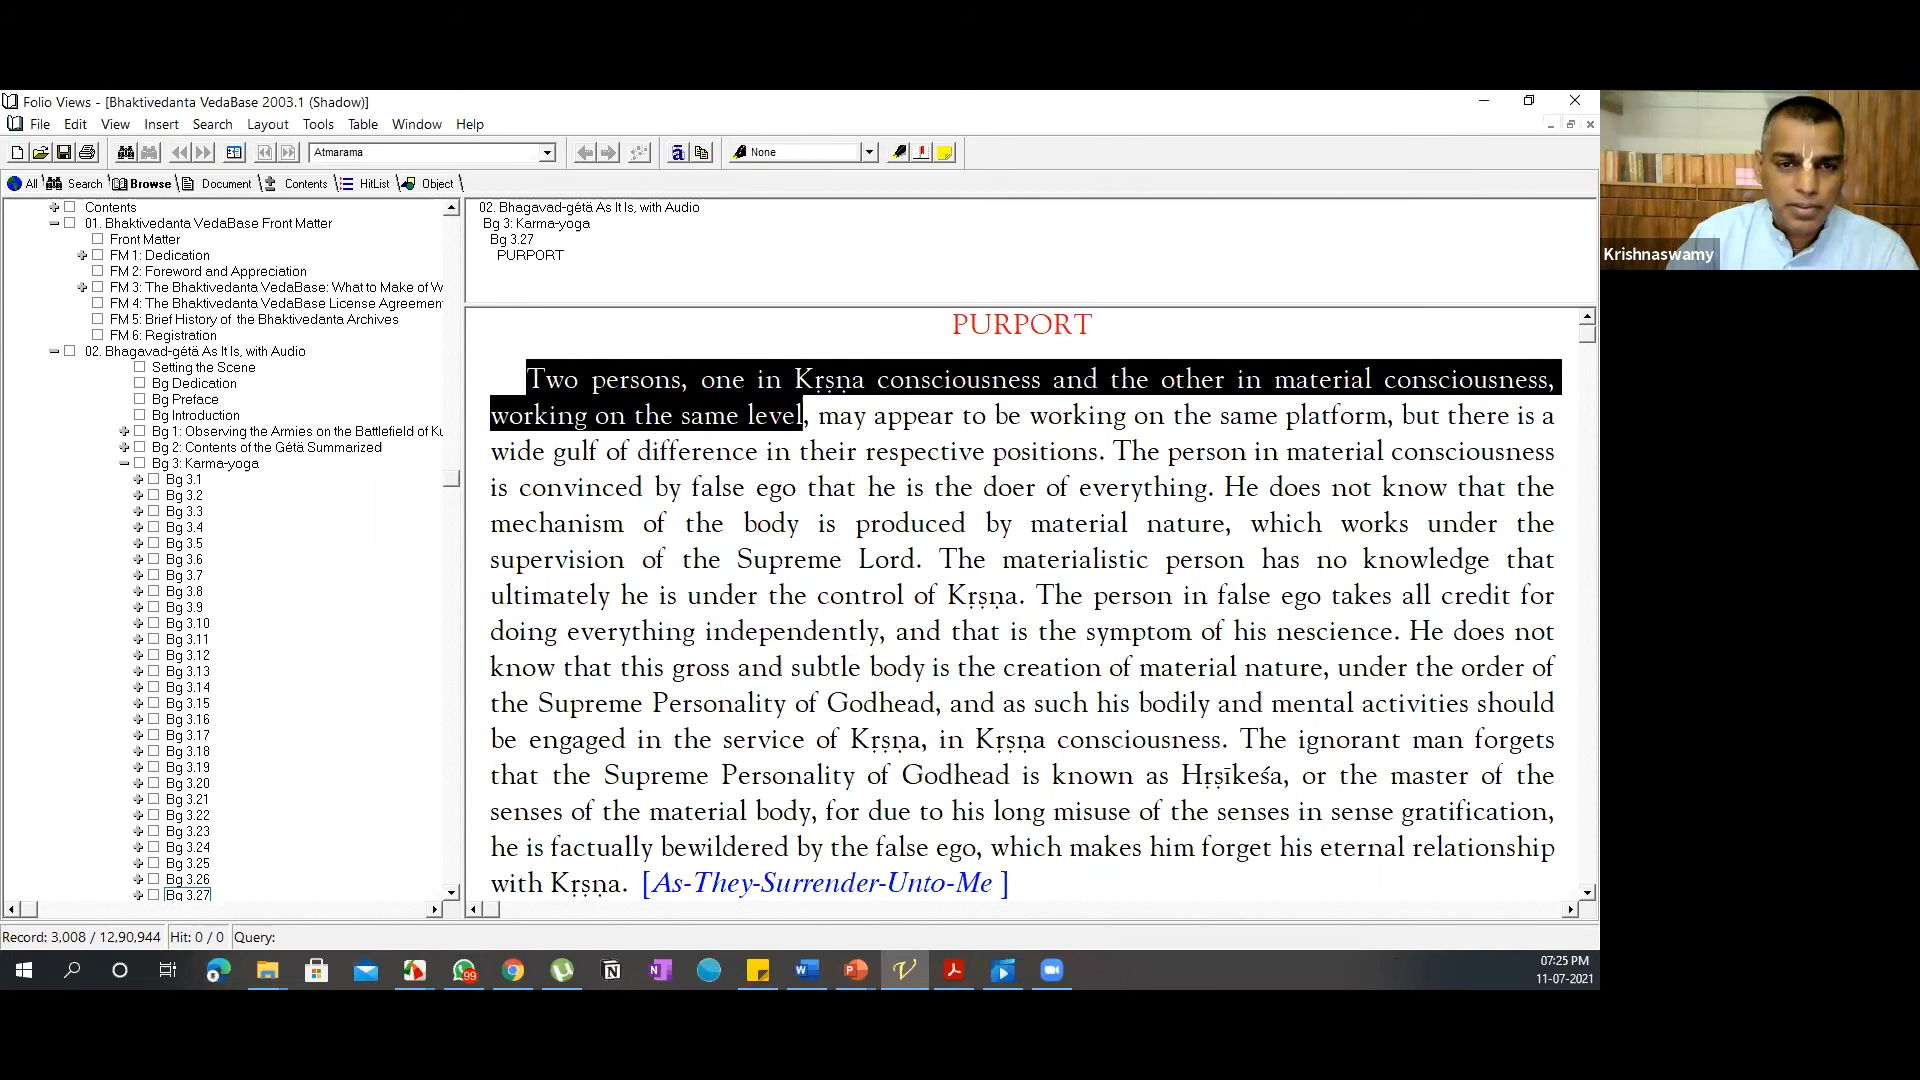 Folio Views - [Bhaktivedanta VedaBase 2003.1 (Shadow)]
File Edit View Insert Search Layout Tools Table Window Help
Atmarama
None
All Search Browse Document Contents HitList Object
Contents
01. Bhaktivedanta VedaBase Front Matter
Front Matter
FM 1: Dedication
FM 2: Foreword and Appreciation
FM 3: The Bhaktivedanta VedaBase: What to Make of W
FM 4: The Bhaktivedanta VedaBase License Agreemen
FM 5: Brief History of the Bhaktivedanta Archives
FM 6: Registration
02. Bhagavad-gétä As It Is, with Audio
Setting the Scene
Bg Dedication
Bg Preface
Bg Introduction
Bg 1: Observing the Armies on the Battlefield of Ku
Bg 2: Contents of the Gétä Summarized
Bg 3: Karma-yoga
Bg 3.1
Bg 3.2
Bg 3.3
Bg 3.4
Bg 3.5
Bg 3.6
Bg 3.7
Bg 3.8
Bg 3.9
Bg 3.10
Bg 3.11
Bg 3.12
Bg 3.13
Bg 3.14
Bg 3.15
Bg 3.16
Bg 3.17
Bg 3.18
Bg 3.19
Bg 3.20
Bg 3.21
Bg 3.22
Bg 3.23
Bg 3.24
Bg 3.25
Bg 3.26
Bg 3.27
02. Bhagavad-gétä As It Is, with Audio
Bg 3: Karma-yoga
Bg 3.27
PURPORT
PURPORT
Two persons, one in Kṛṣṇa consciousness and the other in material consciousness,
working on the same level, may appear to be working on the same platform, but there is a
wide gulf of difference in their respective positions. The person in material consciousness
is convinced by false ego that he is the doer of everything. He does not know that the
mechanism of the body is produced by material nature, which works under the
supervision of the Supreme Lord. The materialistic person has no knowledge that
ultimately he is under the control of Kṛṣṇa. The person in false ego takes all credit for
doing everything independently, and that is the symptom of his nescience. He does not
know that this gross and subtle body is the creation of material nature, under the order of
the Supreme Personality of Godhead, and as such his bodily and mental activities should
be engaged in the service of Kṛṣṇa, in Kṛṣṇa consciousness. The ignorant man forgets
that the Supreme Personality of Godhead is known as Hṛṣīkeśa, or the master of the
senses of the material body, for due to his long misuse of the senses in sense gratification,
he is factually bewildered by the false ego, which makes him forget his eternal relationship
with Kṛṣṇa. [As-They-Surrender-Unto-Me ]
Krishnaswamy
Record: 3,008 / 12,90,944 Hit: 0 / 0 Query:
99
07:25 PM
11-07-2021